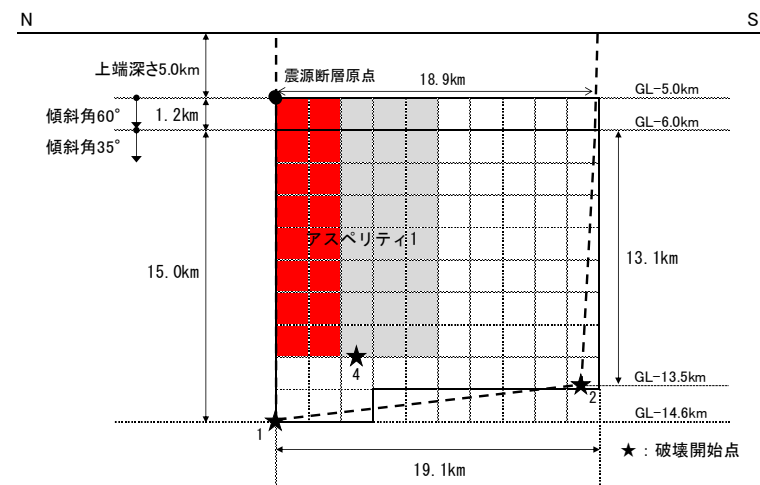 N
S
上端深さ5.0km
震源断層原点
18.9km
GL-5.0km
傾斜角60°
1.2km
GL-6.0km
傾斜角35°
アスペリティ1
15.0km
13.1km
4
GL-13.5km
2
GL-14.6km
1
★：破壊開始点
19.1km